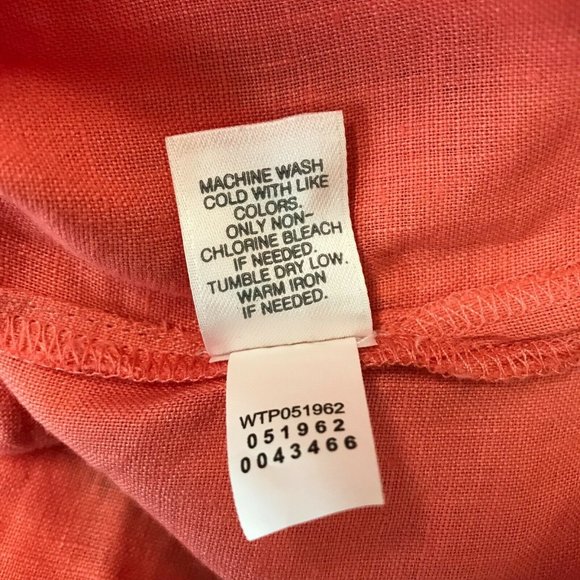 MACHINE WASH
COLD WITH LIKE
COLORS.
ONLY NON-
CHLORINE BLEACH
IF NEEDED.
TUMBLE DRY LOW.
WARM IRON
IF NEEDED.
WTP051962
051962
0043466